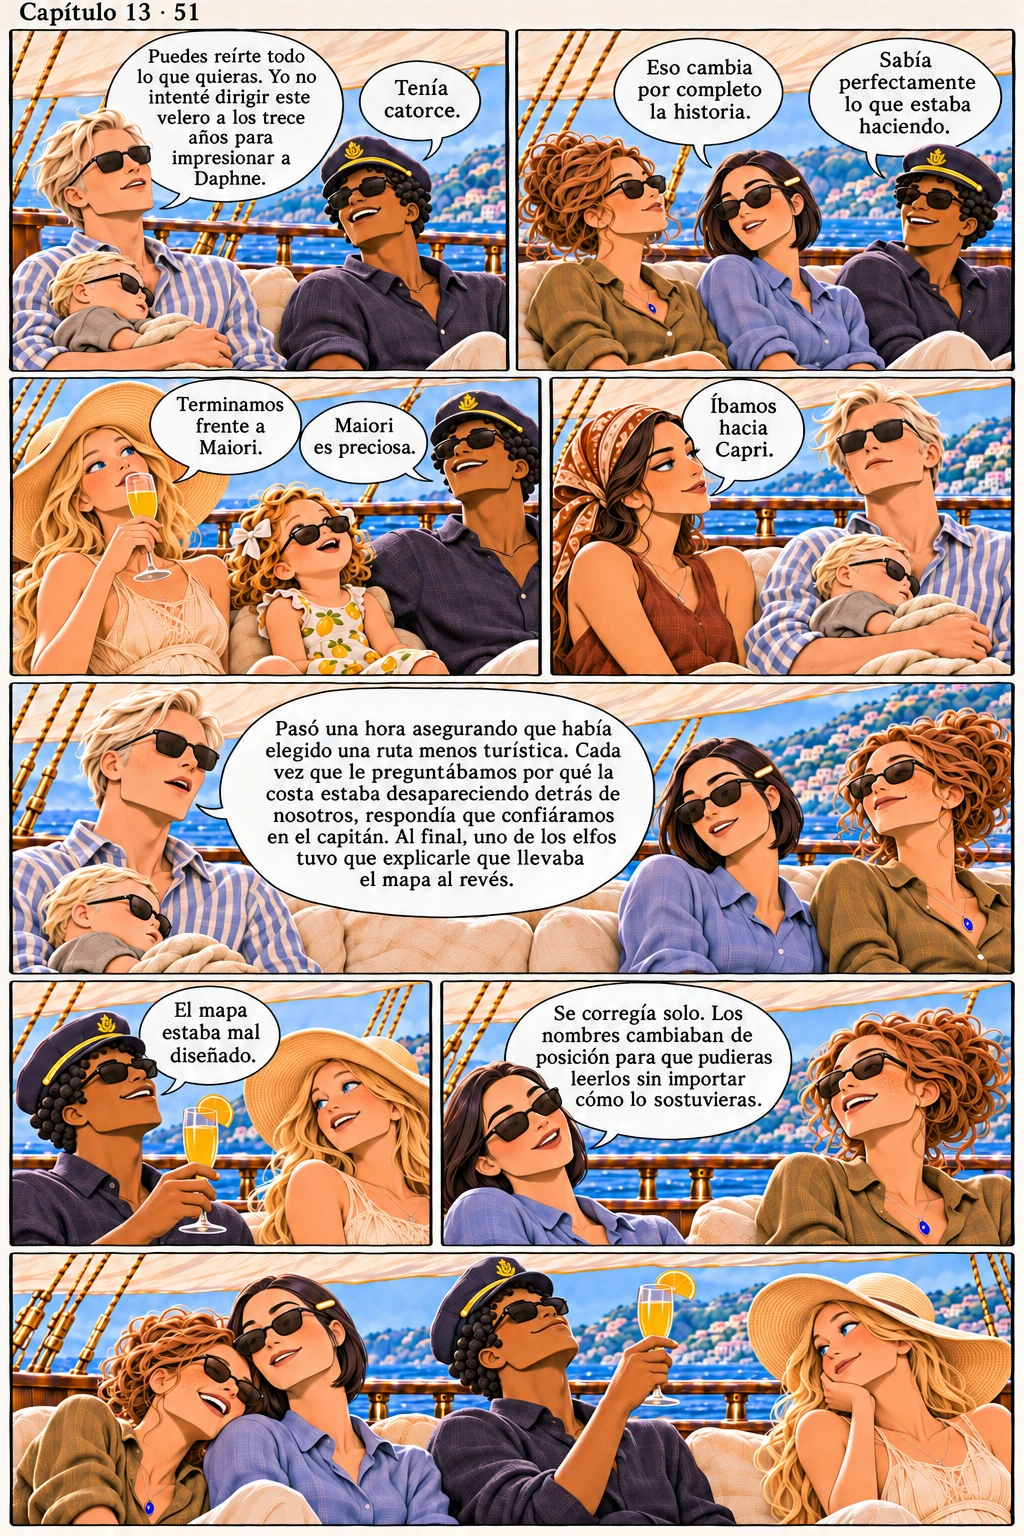 Capítulo 13 · 51
Puedes reírte todo
lo que quieras. Yo no
intenté dirigir este
velero a los trece
años para
impresionar a
Daphne.
Tenía
catorce.
Eso cambia
por completo
la historia.
Sabía
perfectamente
lo que estaba
haciendo.
Terminamos
frente a
Maiori.
Maiori
es preciosa.
Íbamos
hacia
Capri.
Pasó una hora asegurando que había
elegido una ruta menos turística. Cada
vez que le preguntábamos por qué la
costa estaba desapareciendo detrás de
nosotros, respondía que confiáramos
en el capitán. Al final, uno de los elfos
tuvo que explicarle que llevaba
el mapa al revés.
El mapa
estaba mal
diseñado.
Se corregía solo. Los
nombres cambiaban de
posición para que pudieras
leerlos sin importar
cómo lo sostuvieras.